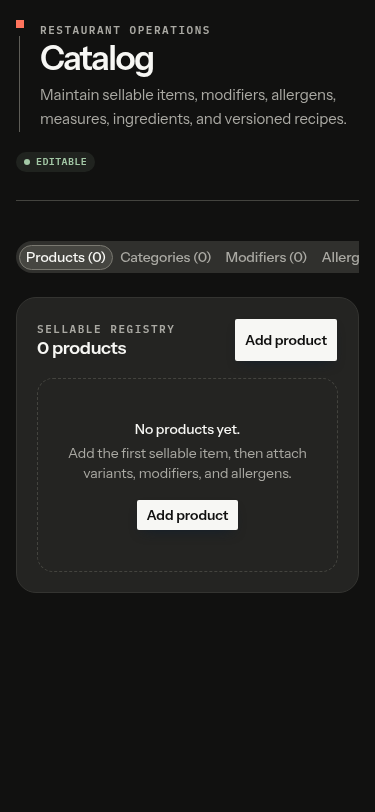 RESTAURANT OPERATIONS
Catalog
Maintain sellable items, modifiers, allergens,
measures, ingredients, and versioned recipes.
EDITABLE
Products (0) Categories (0) Modifiers (0) Allerg
SELLABLE REGISTRY
0 products
Add product
No products yet.
Add the first sellable item, then attach
variants, modifiers, and allergens.
Add product